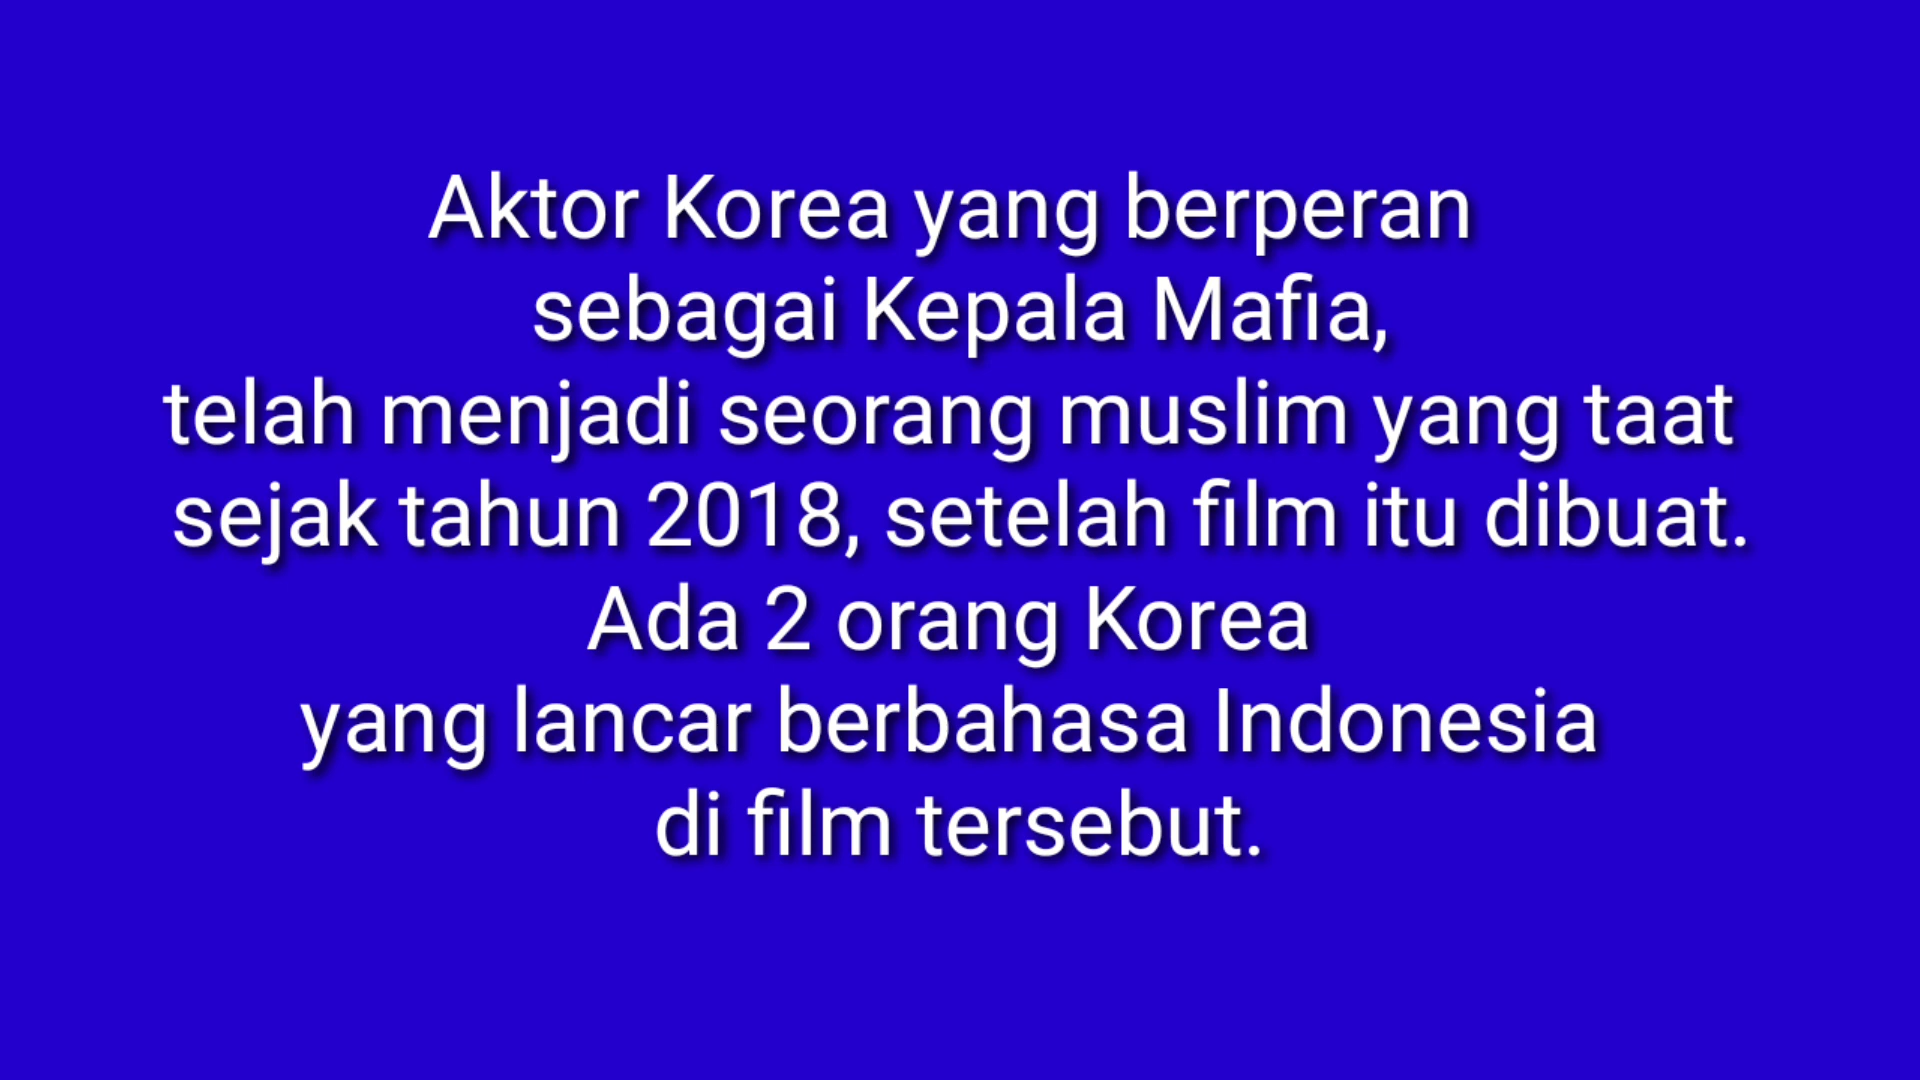 Aktor Korea yang berperan
sebagai Kepala Mafia,
telah menjadi seorang muslim yang taat
sejak tahun 2018, setelah film itu dibuat.
Ada 2 orang Korea
yang lancar berbahasa Indonesia
di film tersebut.